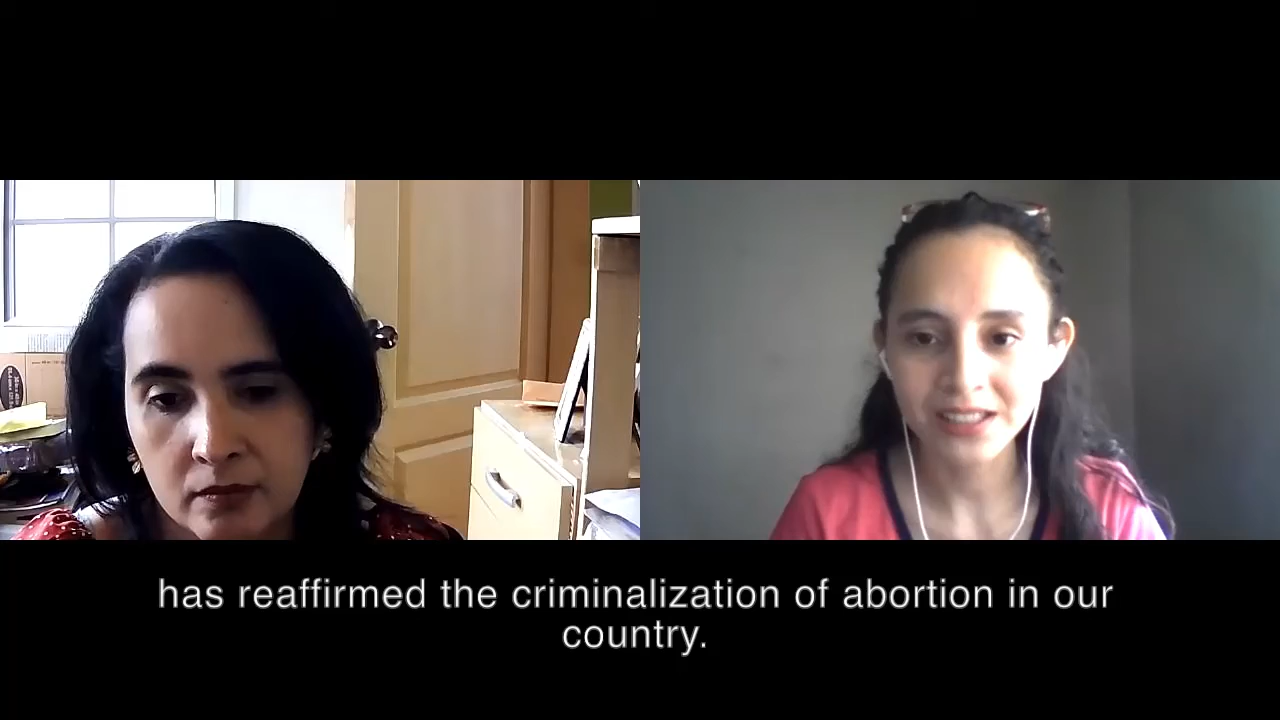 has reaffirmed the criminalization of abortion in our
country.